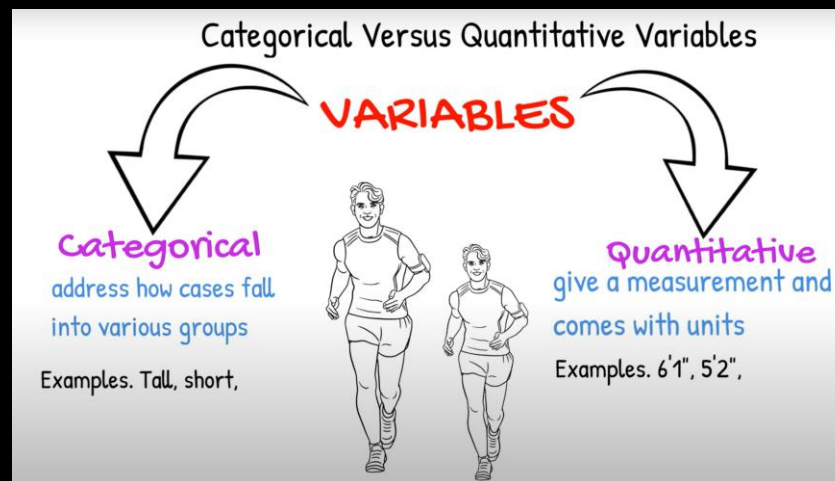 Categorical Versus Quantitative Variables
VARIABLES
Categorical
address how cases fall
into various groups
Examples. Tall, short,
Quantitative
give a measurement and
comes with units
Examples. 6'1", 5'2",